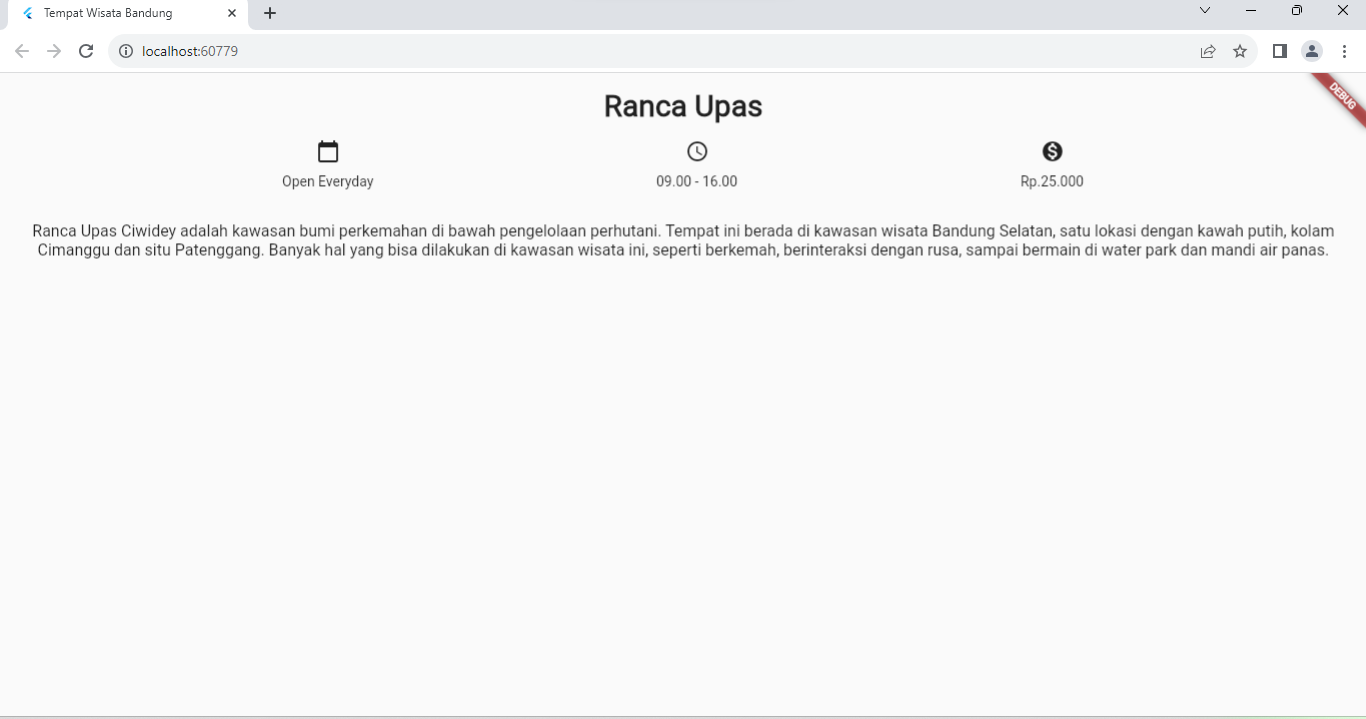 Tempat Wisata Bandung
localhost:60779
DEBUG
Ranca Upas
Open Everyday
09.00 - 16.00
Rp.25.000
Ranca Upas Ciwidey adalah kawasan bumi perkemahan di bawah pengelolaan perhutani. Tempat ini berada di kawasan wisata Bandung Selatan, satu lokasi dengan kawah putih, kolam
Cimanggu dan situ Patenggang. Banyak hal yang bisa dilakukan di kawasan wisata ini, seperti berkemah, berinteraksi dengan rusa, sampai bermain di water park dan mandi air panas.